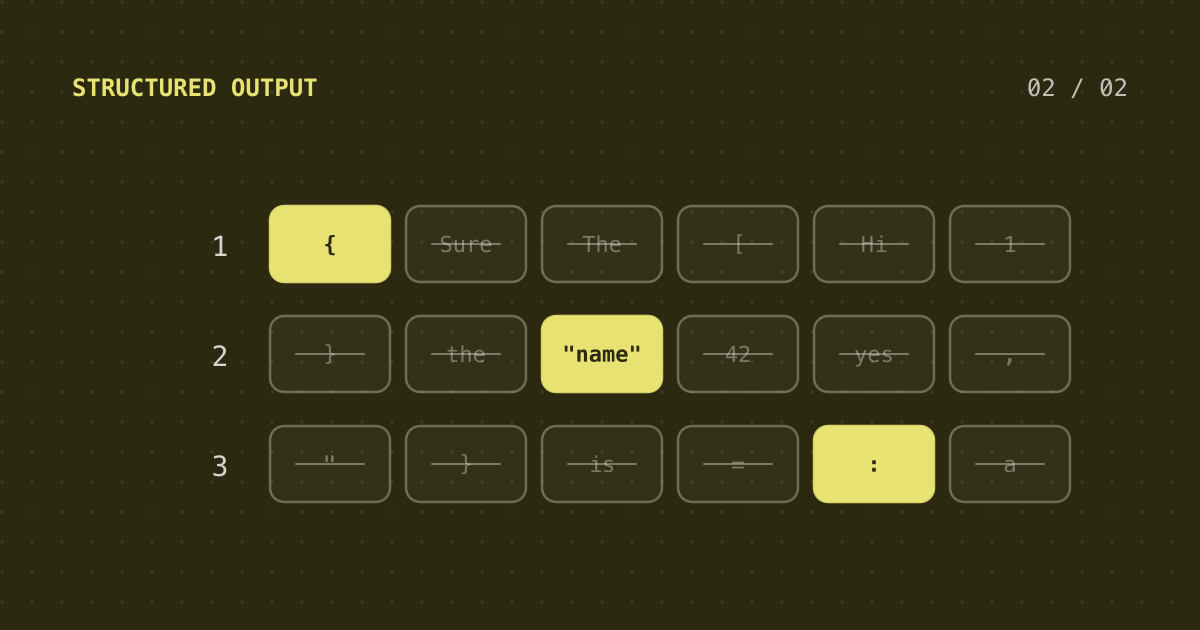 STRUCTURED OUTPUT 02 / 02
1 { Sure The [ Hi 1
2 } the "name" 42 yes ,
3 " } is = : a